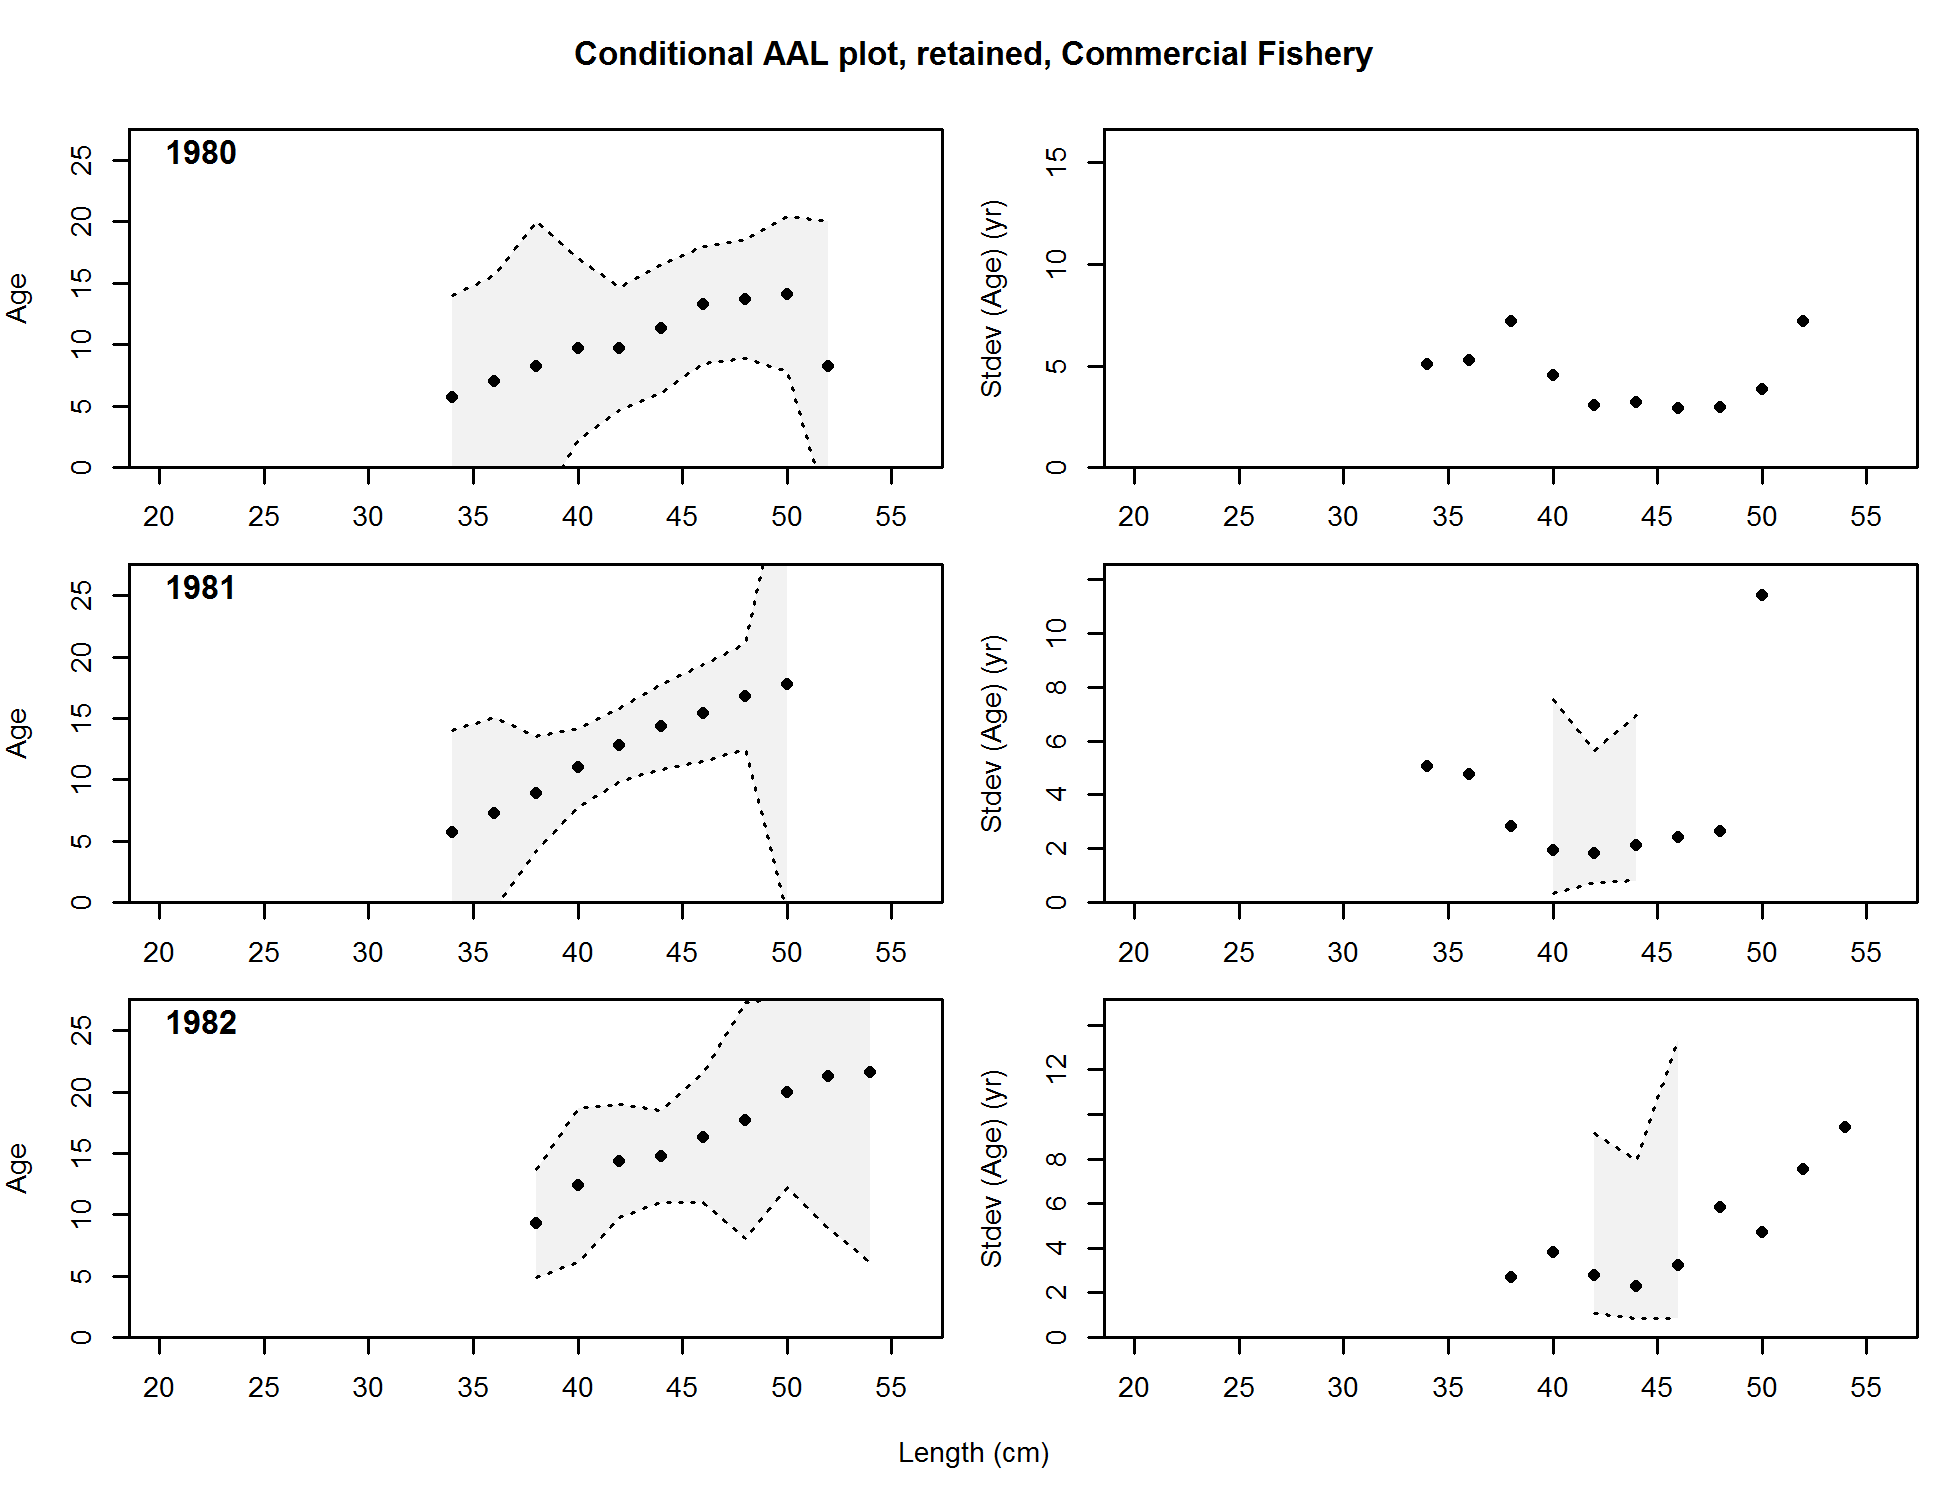 Conditional AAL plot, retained, Commercial Fishery
1980
Age
0 5 10 15 20 25
20 25 30 35 40 45 50 55
Stdev (Age) (yr)
0 5 10 15
20 25 30 35 40 45 50 55
1981
Age
0 5 10 15 20 25
20 25 30 35 40 45 50 55
Stdev (Age) (yr)
0 2 4 6 8 10
20 25 30 35 40 45 50 55
1982
Age
0 5 10 15 20 25
20 25 30 35 40 45 50 55
Stdev (Age) (yr)
0 2 4 6 8 12
20 25 30 35 40 45 50 55
Length (cm)